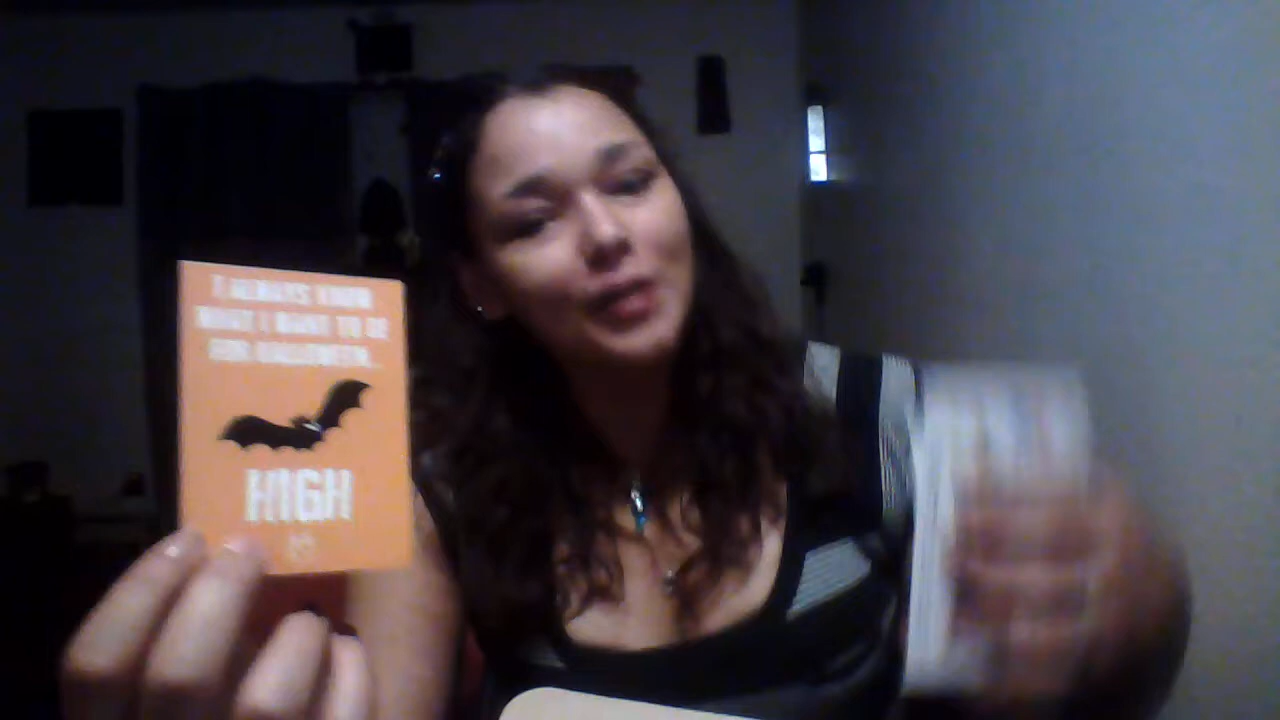 I ALWAYS KNOW
WHAT I WANT TO BE
FOR HALLOWEEN...
HIGH